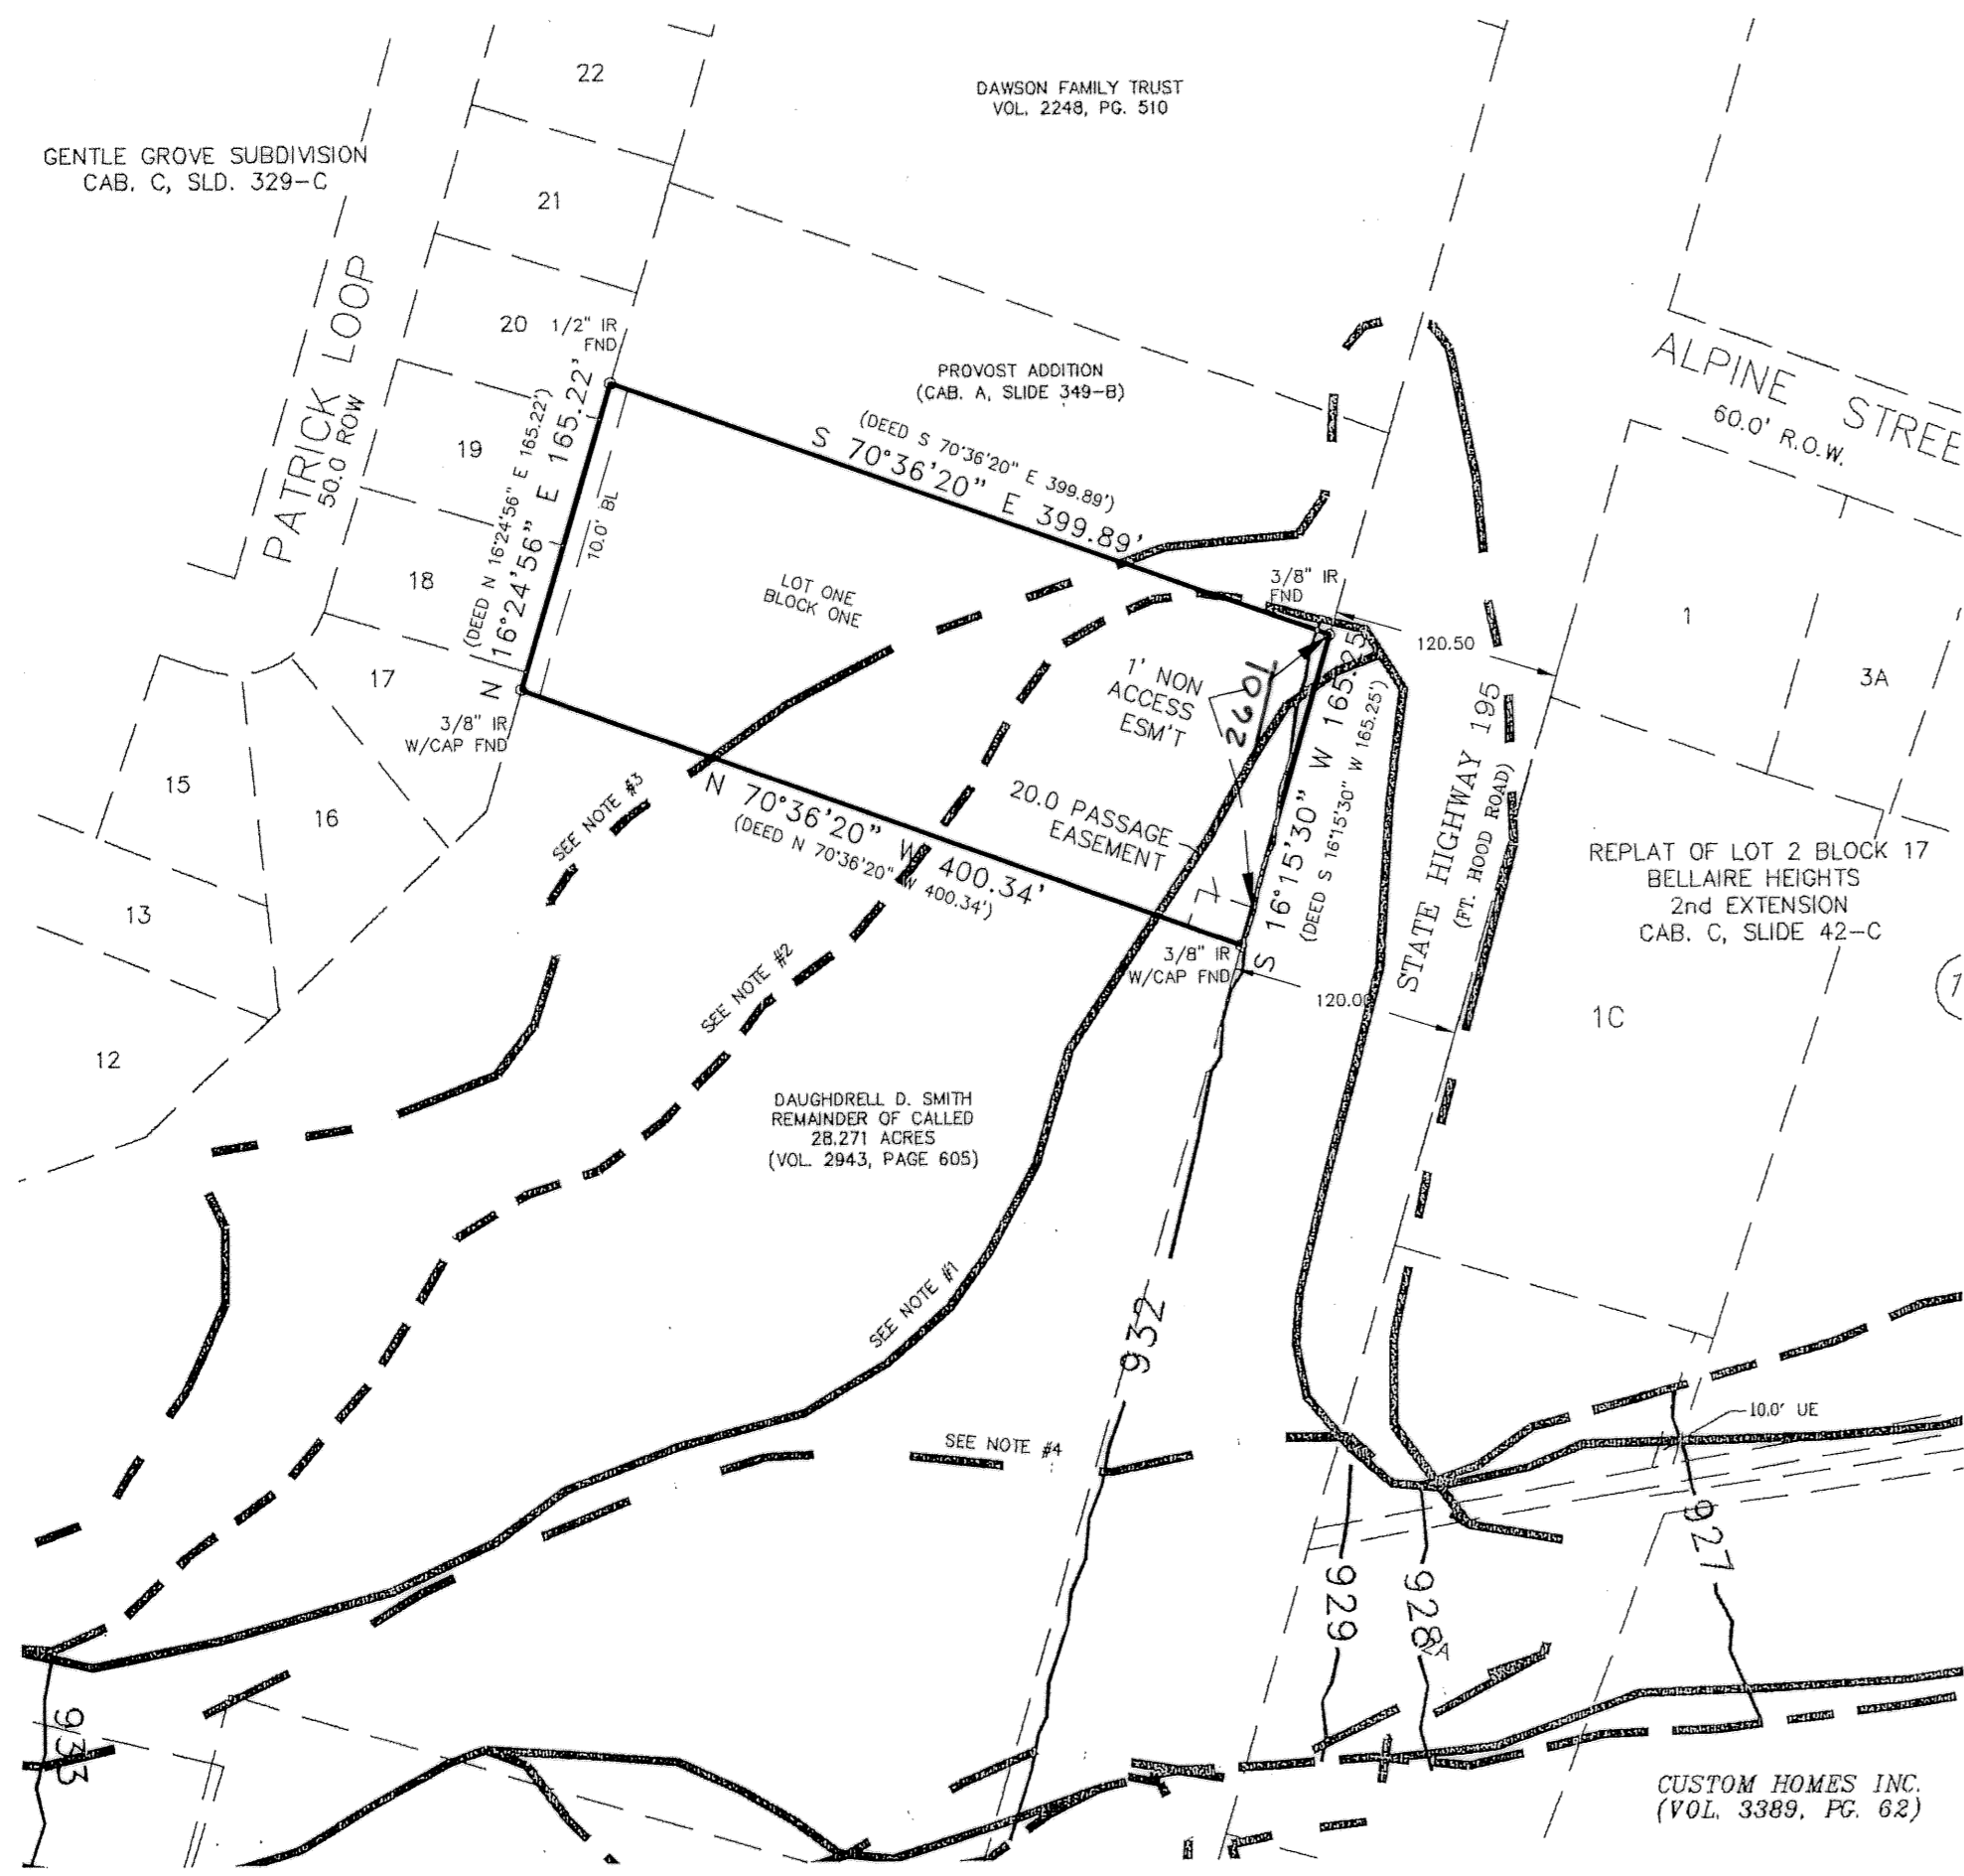 22
DAWSON FAMILY TRUST
VOL. 2248, PG. 510
GENTLE GROVE SUBDIVISION
CAB. C, SLD. 329-C
21
20
1/2" IR
FND
PATRICK LOOP
50.0 ROW
19
18
17
(DEED N 16°24'56" E 165.22')
N 16°24'56" E 165.22'
10.0' BL
PROVOST ADDITION
(CAB. A, SLIDE 349-B)
(DEED S 70°36'20" E 399.89')
S 70°36'20" E 399.89'
ALPINE STREE
60.0' R.O.W.
LOT ONE
BLOCK ONE
3/8" IR
FND
120.50
1
3A
1' NON
ACCESS
ESM'T
20.0 PASSAGE
EASEMENT
S 16°15'30" W 165.25'
(DEED S 16°15'30" W 165.25')
STATE HIGHWAY 195
(FT. HOOD ROAD)
3/8" IR
W/CAP FND
15
16
SEE NOTE #3
N 70°36'20" W 400.34'
(DEED N 70°36'20" W 400.34')
REPLAT OF LOT 2 BLOCK 17
BELLAIRE HEIGHTS
2nd EXTENSION
CAB. C, SLIDE 42-C
13
3/8" IR
W/CAP FND
120.00
SEE NOTE #2
1C
12
DAUGHDRELL D. SMITH
REMAINDER OF CALLED
28.271 ACRES
(VOL. 2943, PAGE 605)
SEE NOTE #1
932
10.0' UE
SEE NOTE #4
929
928
2A
927
933
CUSTOM HOMES INC.
(VOL. 3389, PG. 62)